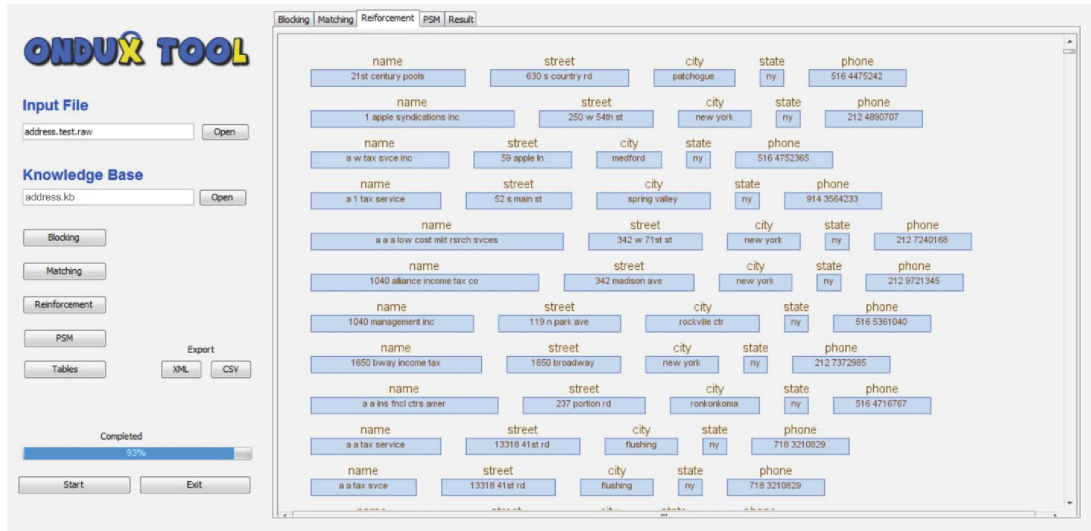 ONDUX TOOL
Input File
address.test.raw Open
Knowledge Base
address.kb Open
Blocking
Matching
Reinforcement
PSM
Export
Tables XML CSV
Completed
93%
Start Exit
Blocking Matching Reiforcement PSM Result
name street city state phone
21st century pools 630 s country rd patchogue ny 516 4475242
name street city state phone
1 apple syndications inc 250 w 54th st new york ny 212 4890707
name street city state phone
a w tax svce inc 59 apple ln medford ny 516 4752365
name street city state phone
a 1 tax service 52 s main st spring valley ny 914 3564233
name street city state phone
a a a low cost mkt rsrch svces 342 w 71st st new york ny 212 7240168
name street city state phone
1040 alliance income tax co 342 madison ave new york ny 212 9721345
name street city state phone
1040 management inc 119 n park ave rockville ctr ny 516 5361040
name street city state phone
1650 bway income tax 1650 broadway new york ny 212 7372985
name street city state phone
a a ins fncl ctrs amer 237 portion rd ronkonkoma ny 516 4716767
name street city state phone
a a tax service 13318 41st rd flushing ny 718 3210829
name street city state phone
a a tax svce 13318 41st rd flushing ny 718 3210829